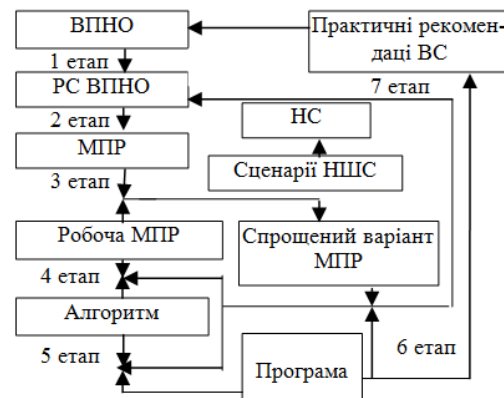 ВПНО
Практичні рекомен-
даці ВС
1 етап
РС ВПНО
7 етап
2 етап
НС
МПР
3 етап
Сценарії НШС
Робоча МПР
Спрощений варіант
МПР
4 етап
Алгоритм
5 етап
6 етап
Програма